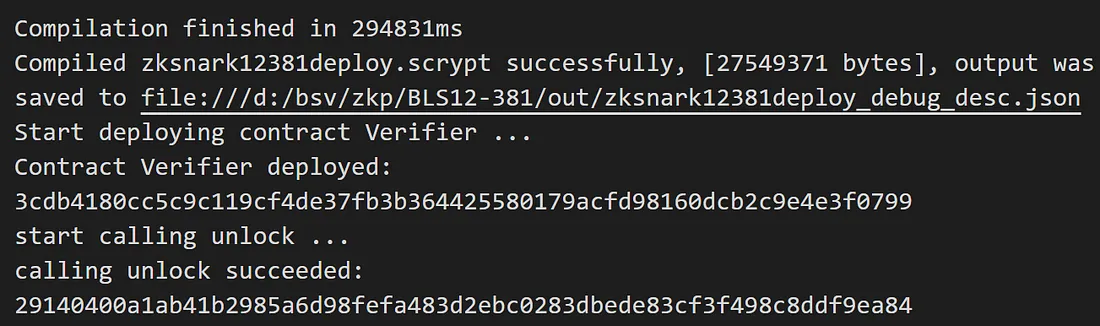 Compilation finished in 294831ms
Compiled zksnark12381deploy.scrypt successfully, [27549371 bytes], output was
saved to file:///d:/bsv/zkp/BLS12-381/out/zksnark12381deploy_debug_desc.json
Start deploying contract Verifier ...
Contract Verifier deployed:
3cdb4180cc5c9c119cf4de37fb3b364425580179acfd98160dcb2c9e4e3f0799
start calling unlock ...
calling unlock succeeded:
29140400a1ab41b2985a6d98fefa483d2ebc0283dbede83cf3f498c8ddf9ea84